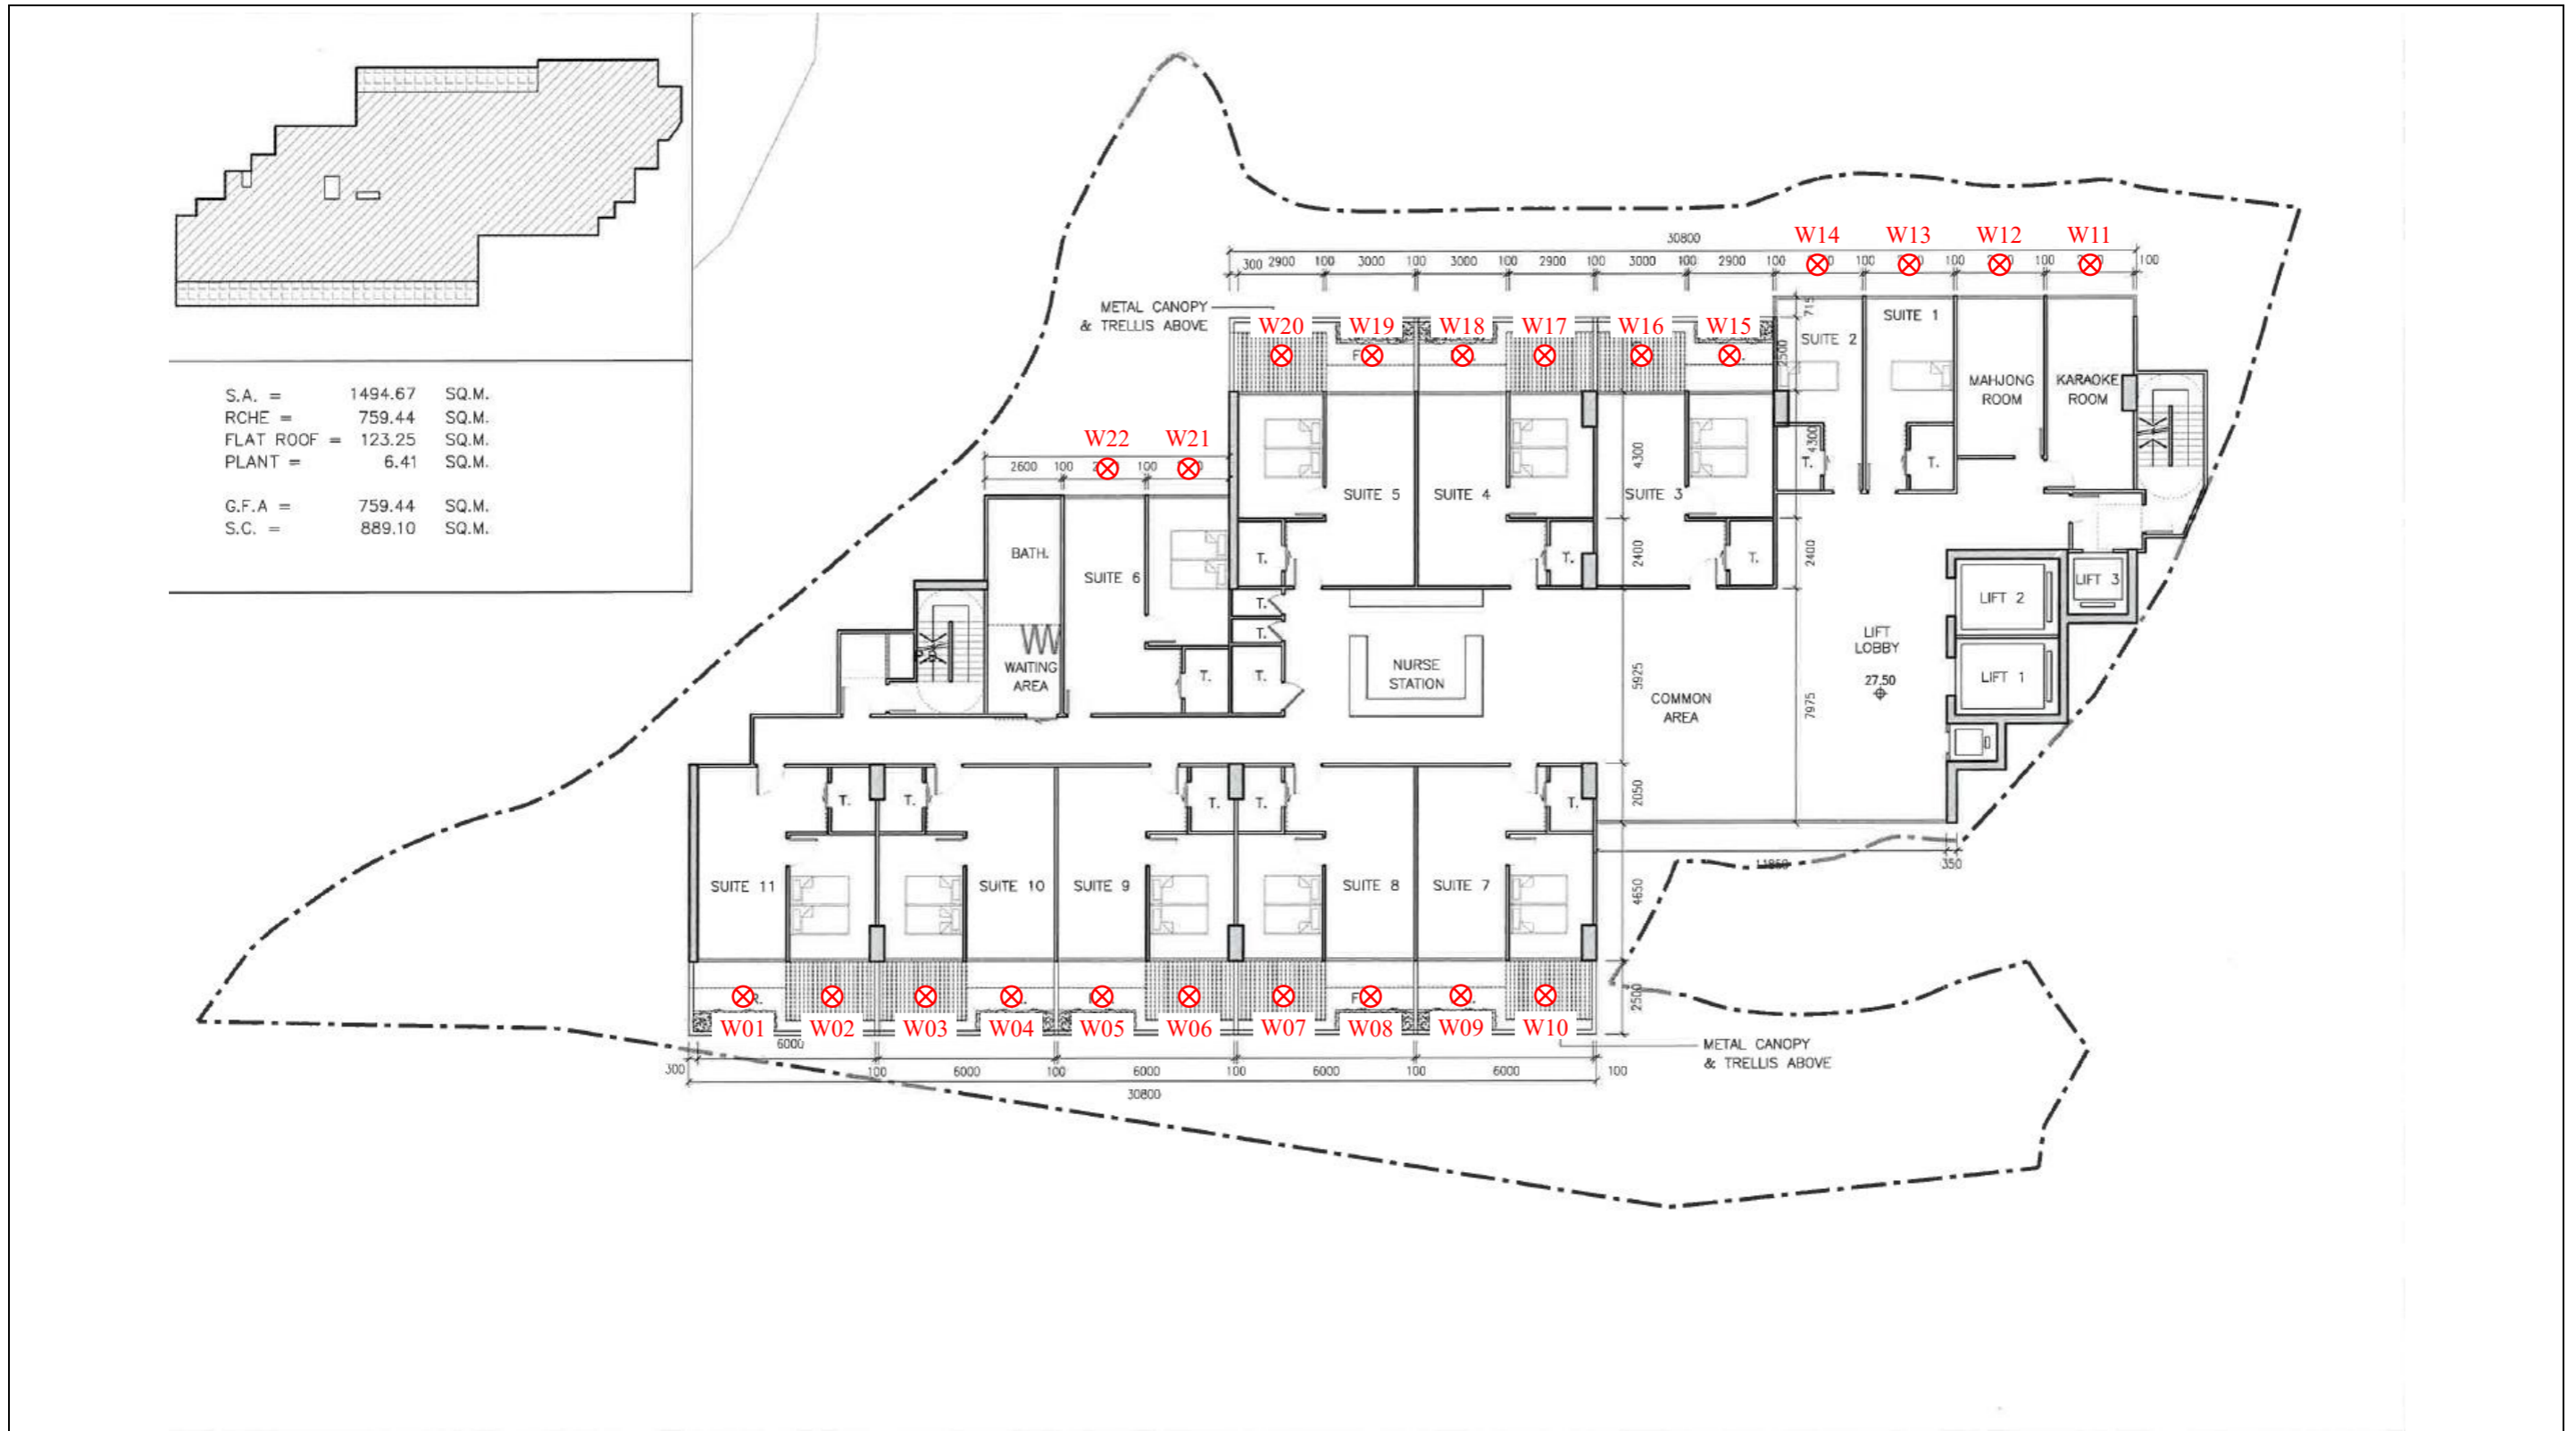 S.A. = 1494.67 SQ.M.
RCHE = 759.44 SQ.M.
FLAT ROOF = 123.25 SQ.M.
PLANT = 6.41 SQ.M.
G.F.A = 759.44 SQ.M.
S.C. = 889.10 SQ.M.
30800
W14 W13 W12 W11
300 2900 100 3000 100 3000 100 2900 100 3000 100 2900 100 100 100 100 100
METAL CANOPY
& TRELLIS ABOVE
W20 W19 W18 W17 W16 W15
715
2500
SUITE 2
SUITE 1
MAHJONG
ROOM
KARAOKE
ROOM
W22 W21
2600 100 100
4300
4300
T.
T.
SUITE 5
SUITE 4
SUITE 3
BATH.
SUITE 6
T.
T.
T.
2400
2400
LIFT 3
LIFT 2
T.
T.
T.
T.
WAITING
AREA
NURSE
STATION
5925
COMMON
AREA
7975
LIFT
LOBBY
27.50
LIFT 1
T.
T.
T.
T.
T.
2050
11850
350
SUITE 11
SUITE 10
SUITE 9
SUITE 8
SUITE 7
4650
2500
W01 W02 W03 W04 W05 W06 W07 W08 W09 W10
6000
METAL CANOPY
& TRELLIS ABOVE
300 100 6000 100 6000 100 6000 100 6000 100
30800